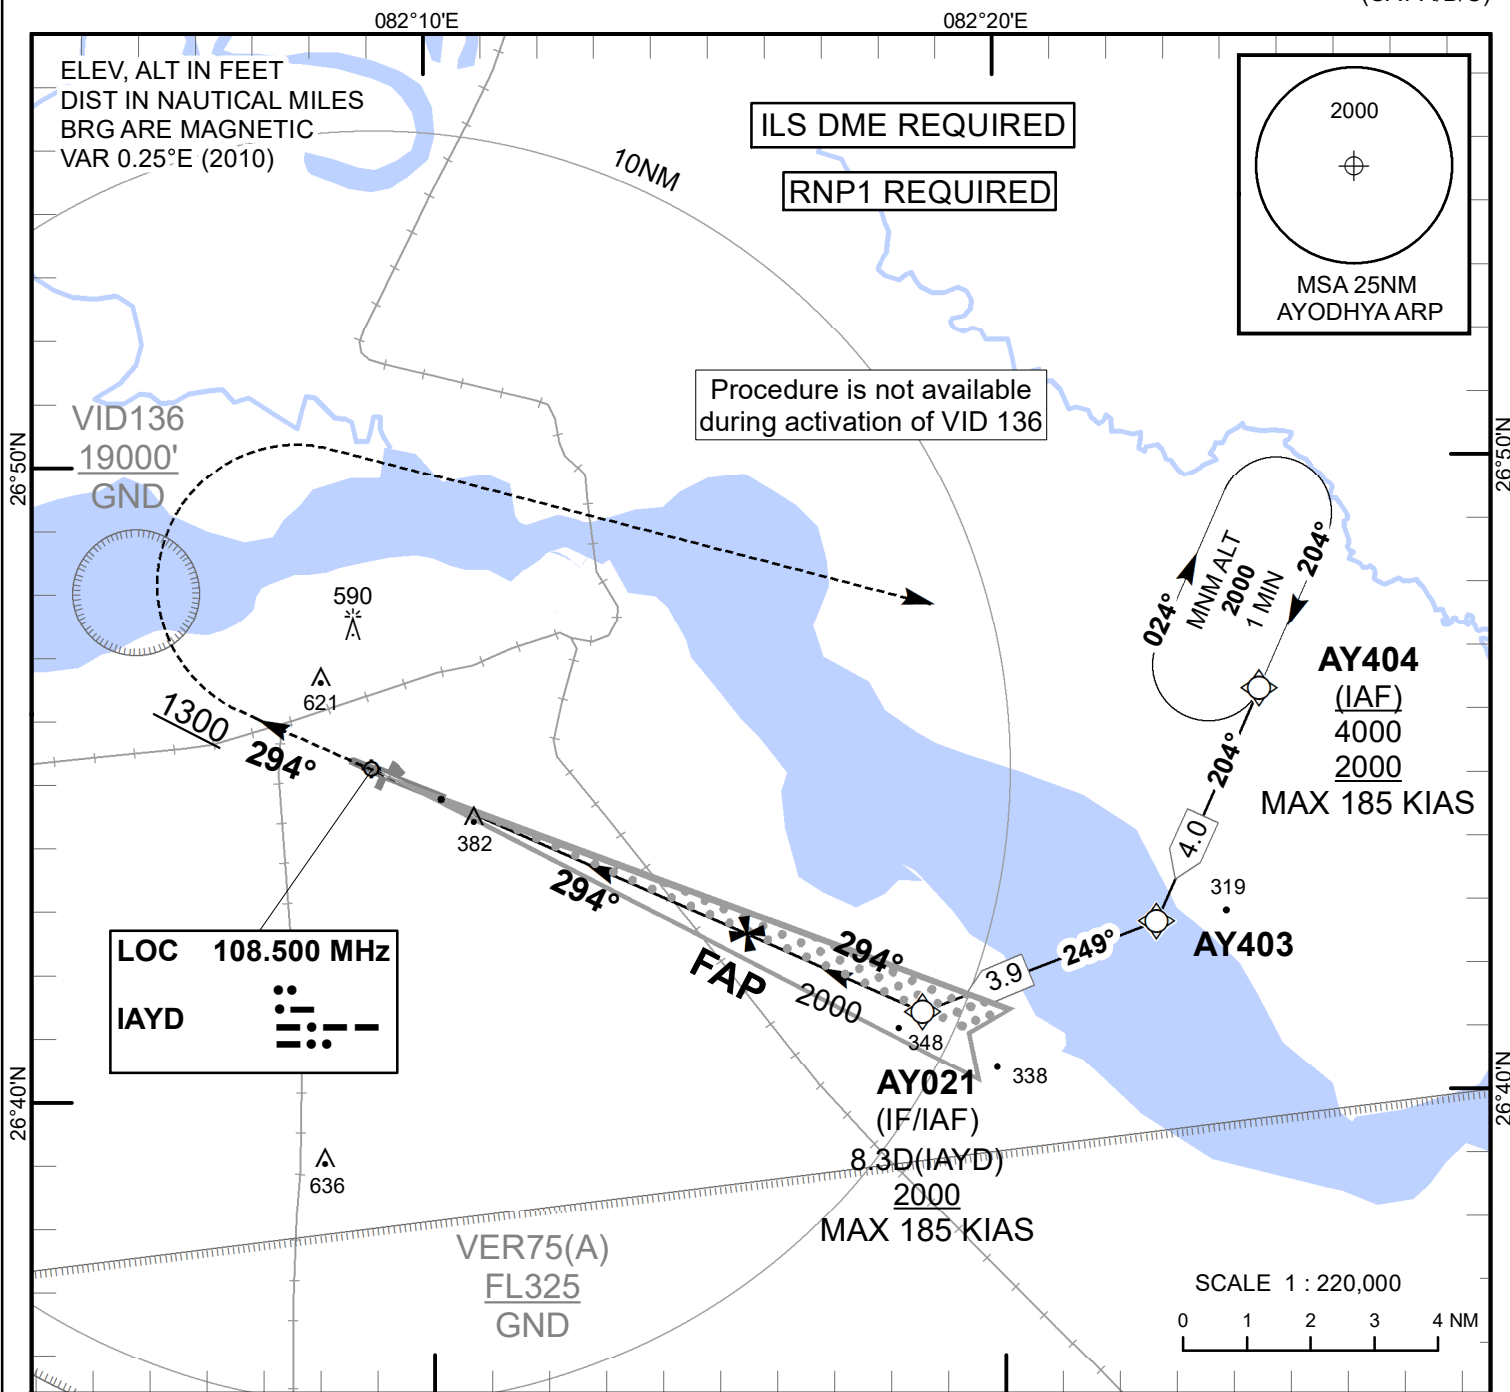 082°10'E
082°20'E
ELEV, ALT IN FEET
DIST IN NAUTICAL MILES
BRG ARE MAGNETIC
VAR 0.25°E (2010)
10NM
ILS DME REQUIRED
RNP1 REQUIRED
2000
MSA 25NM
AYODHYA ARP
Procedure is not available
during activation of VID 136
VID136
19000'
GND
26°50'N
26°50'N
204°
024°
MNM ALT
2000
1 MIN
590
621
1300
294°
AY404
(IAF)
4000
2000
MAX 185 KIAS
204°
4.0
382
294°
319
AY403
249°
3.9
294°
FAP
2000
LOC 108.500 MHz
IAYD
348
338
AY021
(IF/IAF)
8.3D(IAYD)
2000
MAX 185 KIAS
26°40'N
26°40'N
636
VER75(A)
FL325
GND
SCALE 1 : 220,000
0 1 2 3 4 NM